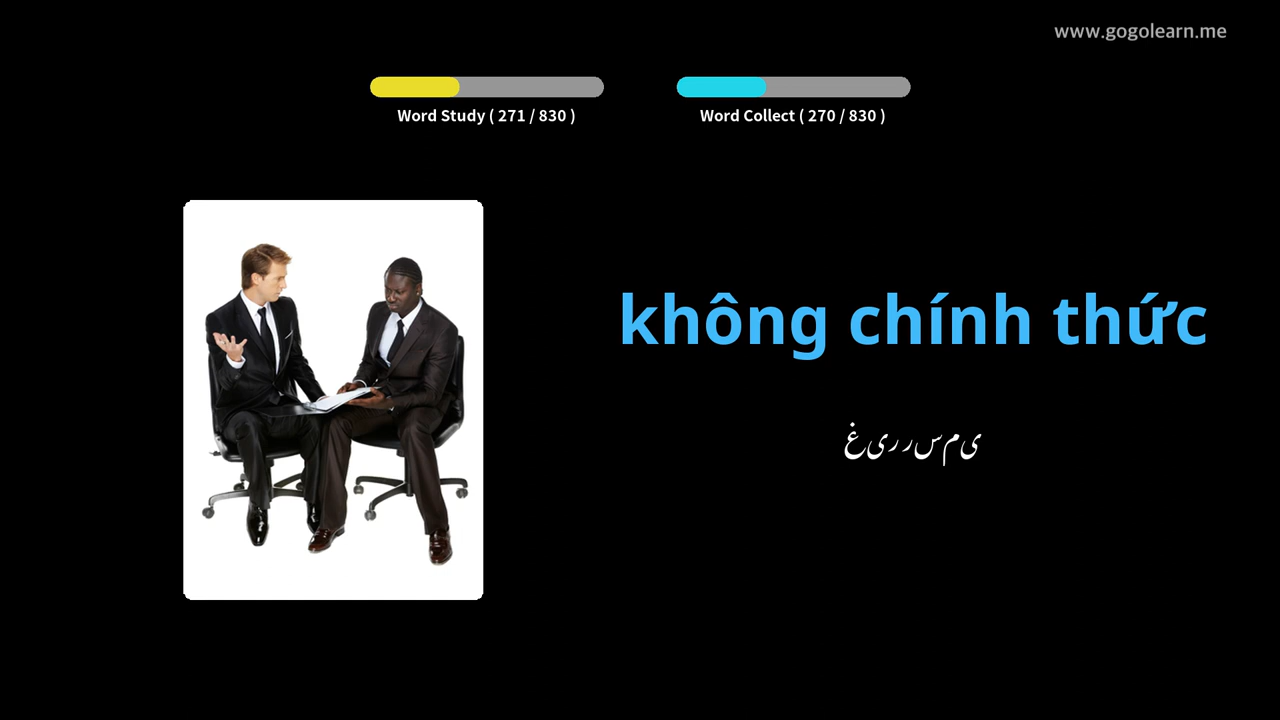 www.gogolearn.me
Word Study ( 271 / 830 )
Word Collect ( 270 / 830 )
không chính thức
غیر رسمی